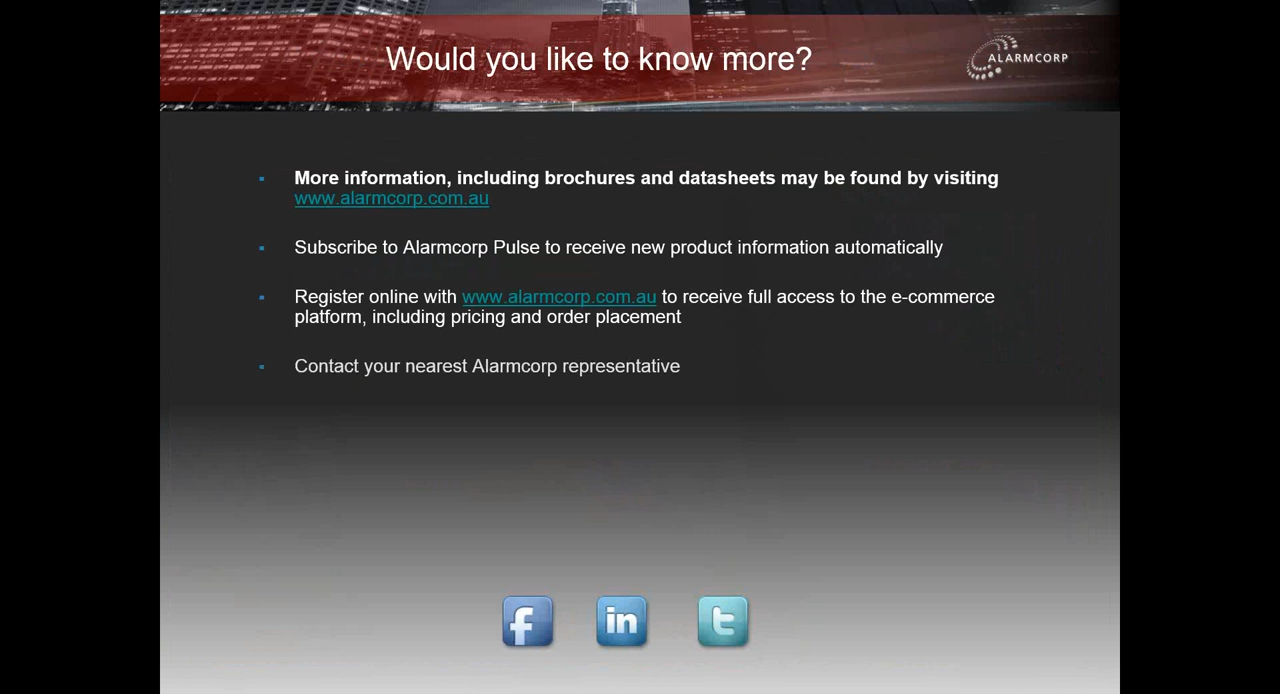 Would you like to know more?
ALARMCORP
More information, including brochures and datasheets may be found by visiting
www.alarmcorp.com.au
Subscribe to Alarmcorp Pulse to receive new product information automatically
Register online with www.alarmcorp.com.au to receive full access to the e-commerce
platform, including pricing and order placement
Contact your nearest Alarmcorp representative
f in t